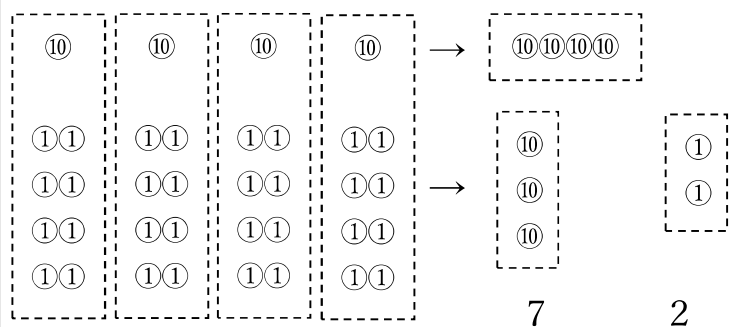 ⑩ ⑩ ⑩ ⑩ → ⑩⑩⑩⑩
①① ①① ①① ①① ⑩ ①
①① ①① ①① ①① → ⑩ ①
①① ①① ①① ①① ⑩
①① ①① ①① ①①
7 2